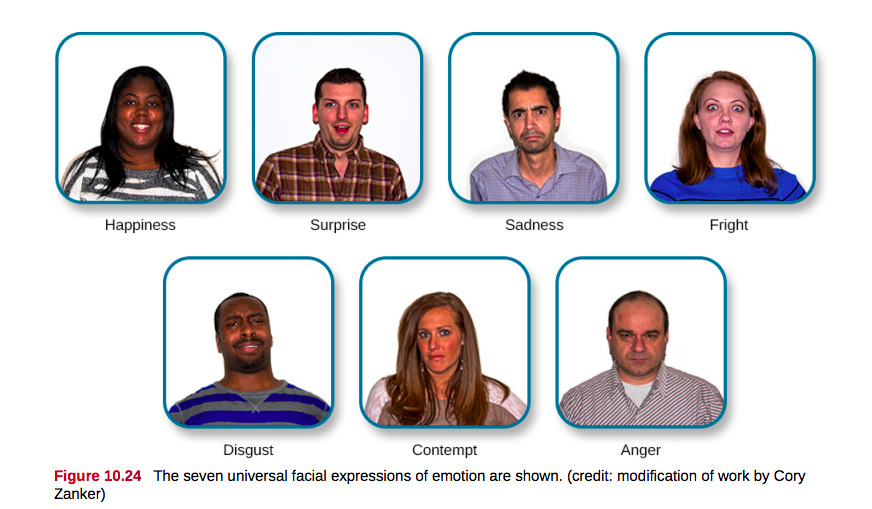 Happiness
Surprise
Sadness
Fright
Disgust
Contempt
Anger
Figure 10.24 The seven universal facial expressions of emotion are shown. (credit: modification of work by Cory
Zanker)